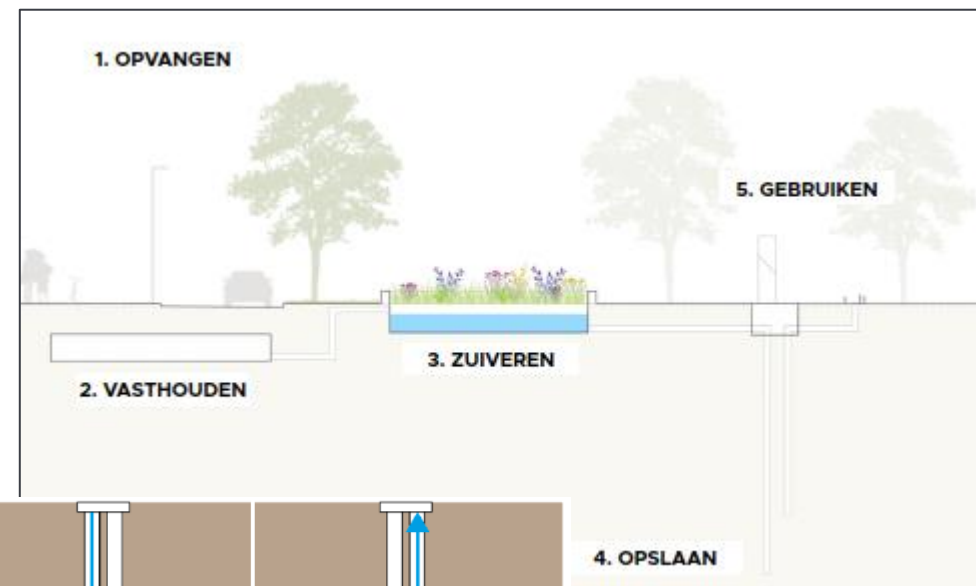 1. OPVANGEN
5. GEBRUIKEN
3. ZUIVEREN
2. VASTHOUDEN
4. OPSLAAN